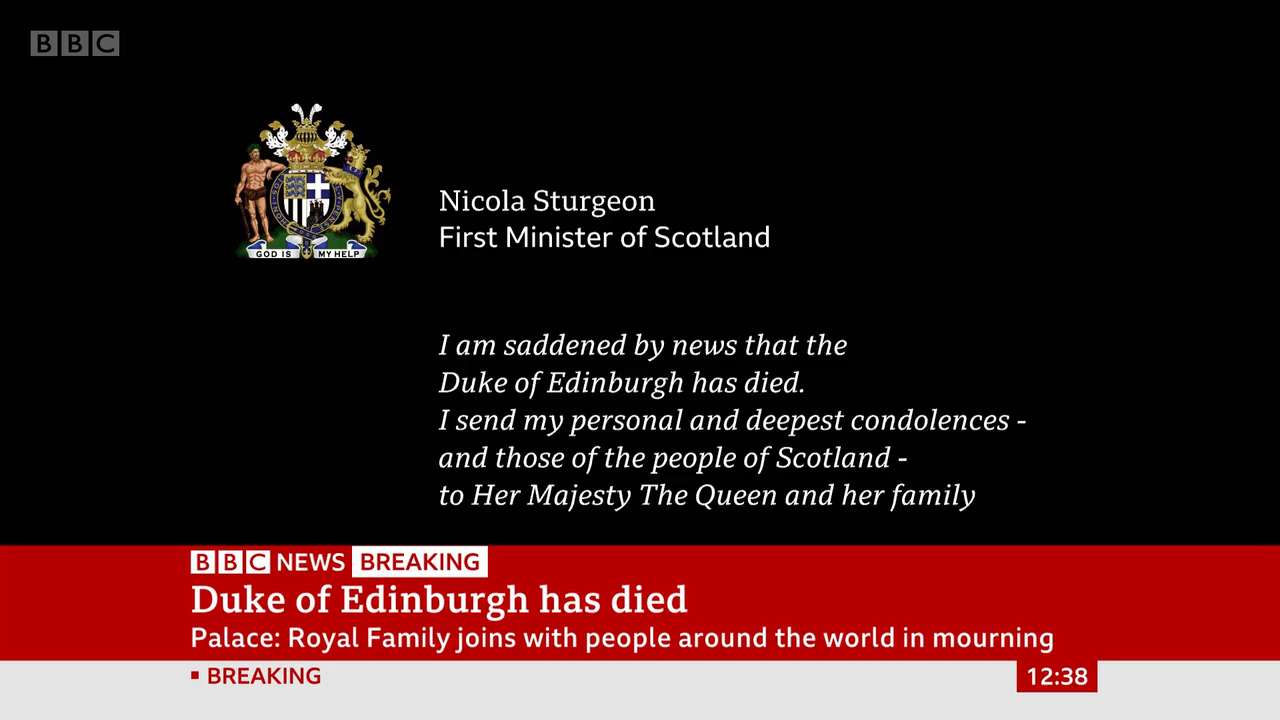 BBC
GOD IS MY HELP
Nicola Sturgeon
First Minister of Scotland
I am saddened by news that the
Duke of Edinburgh has died.
I send my personal and deepest condolences -
and those of the people of Scotland -
to Her Majesty The Queen and her family
BBC NEWS BREAKING
Duke of Edinburgh has died
Palace: Royal Family joins with people around the world in mourning
BREAKING
12:38